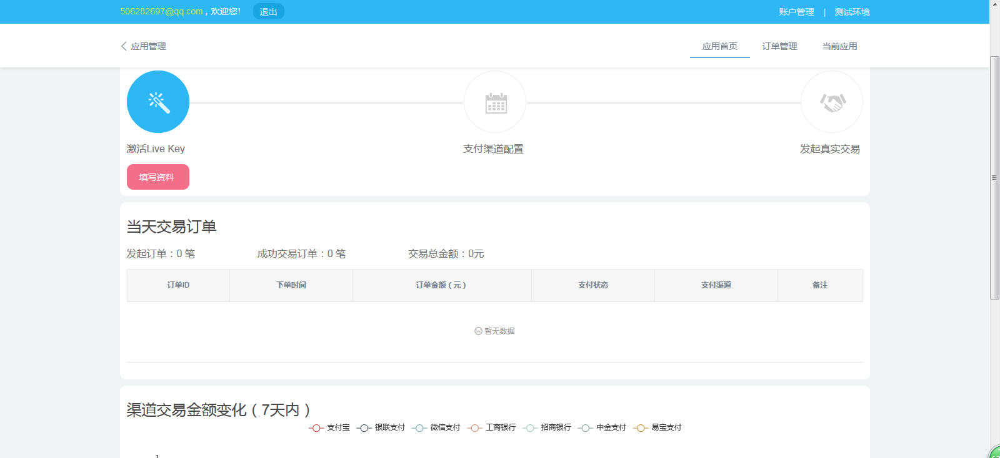 506282697@qq.com，欢迎您! 退出 账户管理 | 测试环境
应用管理 应用首页 订单管理 当前应用
激活Live Key 支付渠道配置 发起真实交易
填写资料
当天交易订单
发起订单：0 笔 成功交易订单：0 笔 交易总金额：0元
订单ID 下单时间 订单金额（元） 支付状态 支付渠道 备注
暂无数据
渠道交易金额变化（7天内）
支付宝 银联支付 微信支付 工商银行 招商银行 中金支付 易宝支付
1